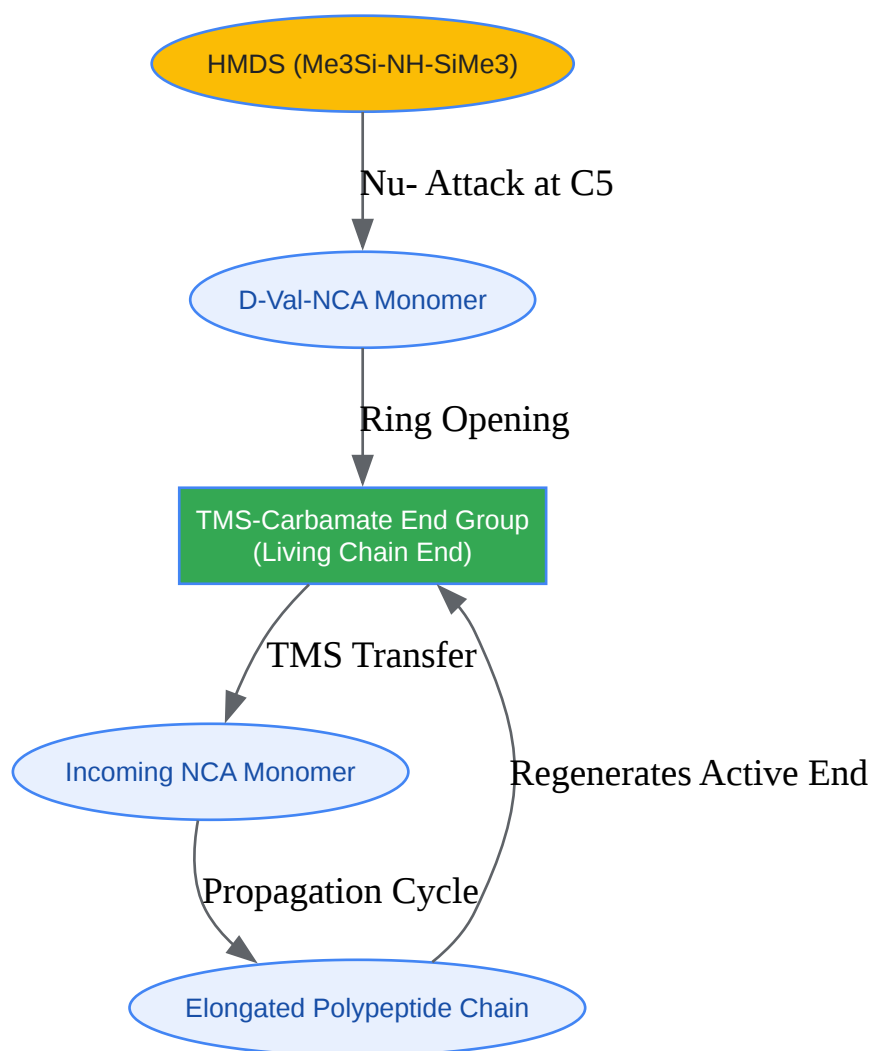 HMDS (Me3Si-NH-SiMe3)
Nu- Attack at C5
D-Val-NCA Monomer
Ring Opening
TMS-Carbamate End Group
(Living Chain End)
TMS Transfer
Incoming NCA Monomer
Regenerates Active End
Propagation Cycle
Elongated Polypeptide Chain